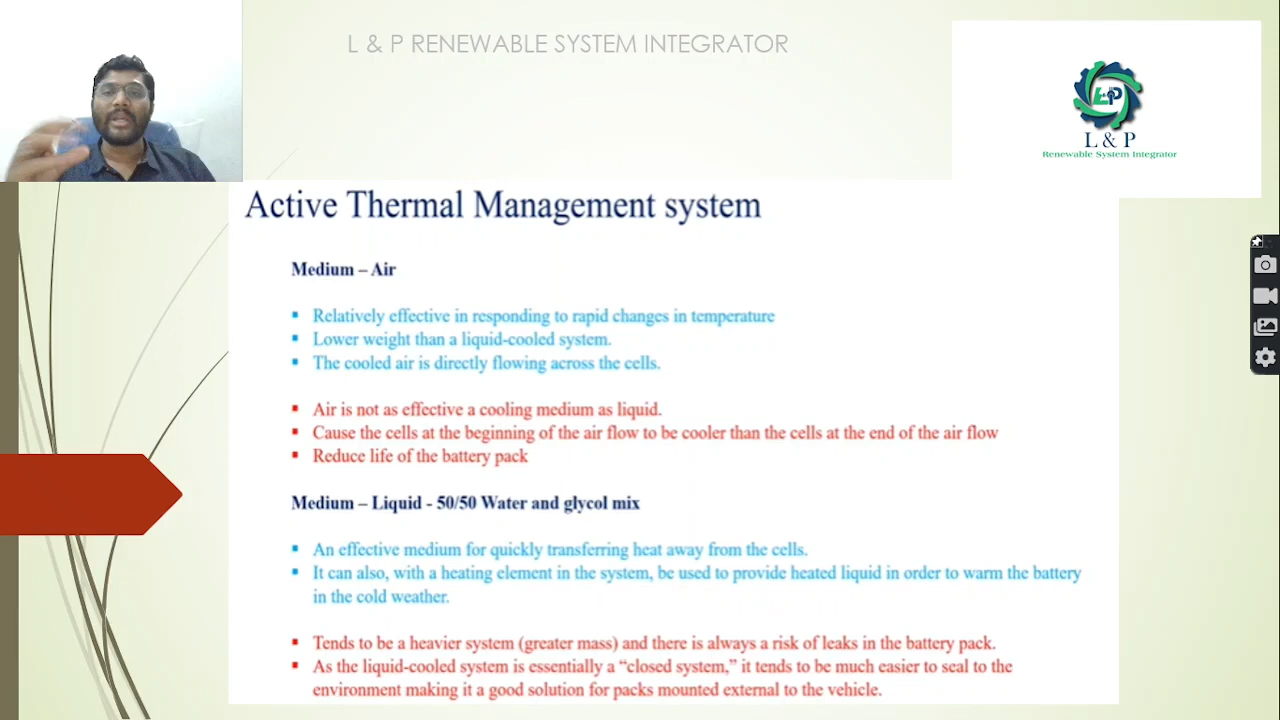 L & P RENEWABLE SYSTEM INTEGRATOR
L&P
L & P
Renewable System Integrator
Active Thermal Management system
Medium – Air
▪ Relatively effective in responding to rapid changes in temperature
▪ Lower weight than a liquid-cooled system.
▪ The cooled air is directly flowing across the cells.
▪ Air is not as effective a cooling medium as liquid.
▪ Cause the cells at the beginning of the air flow to be cooler than the cells at the end of the air flow
▪ Reduce life of the battery pack
Medium – Liquid - 50/50 Water and glycol mix
▪ An effective medium for quickly transferring heat away from the cells.
▪ It can also, with a heating element in the system, be used to provide heated liquid in order to warm the battery
in the cold weather.
▪ Tends to be a heavier system (greater mass) and there is always a risk of leaks in the battery pack.
▪ As the liquid-cooled system is essentially a “closed system,” it tends to be much easier to seal to the
environment making it a good solution for packs mounted external to the vehicle.